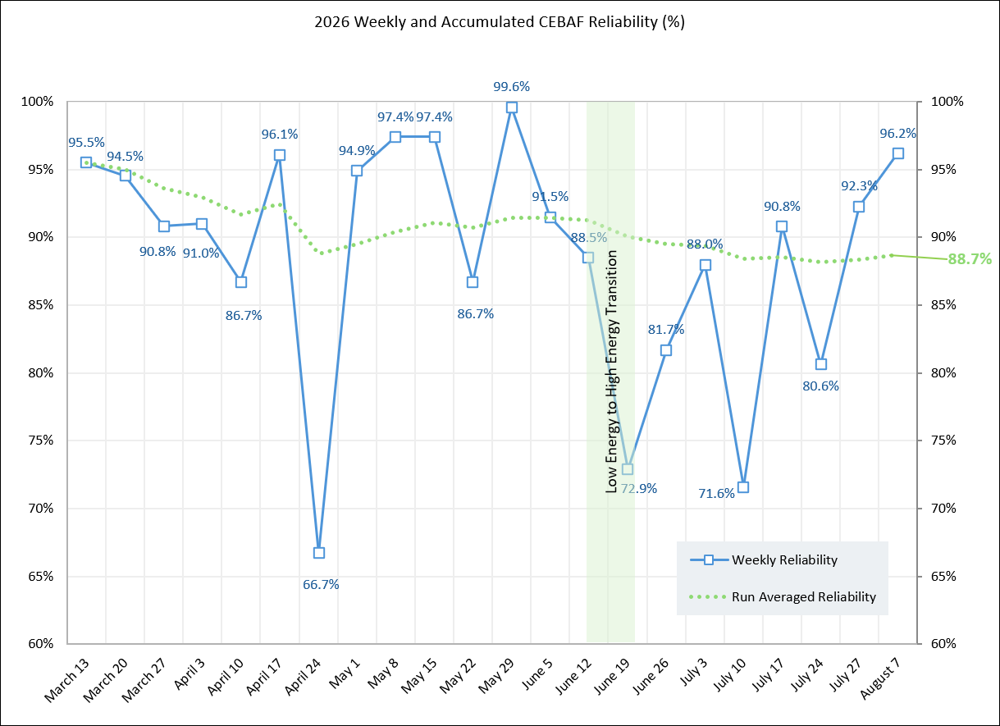 2026 Weekly and Accumulated CEBAF Reliability (%)
99.6%
100%
100%
97.4%
97.4%
96.1%
96.2%
95.5%
94.5%
94.9%
95%
95%
92.3%
91.5%
90.8%
90%
88.5%
88.0%
90%
90.8%
91.0%
88.7%
86.7%
86.7%
85%
85%
81.7%
Low Energy to High Energy Transition
80%
80%
80.6%
75%
75%
72.9%
71.6%
70%
70%
66.7%
65%
65%
Weekly Reliability
Run Averaged Reliability
60%
60%
March 13
March 20
March 27
April 3
April 10
April 17
April 24
May 1
May 8
May 15
May 22
May 29
June 5
June 12
June 19
June 26
July 3
July 10
July 17
July 24
July 27
August 7